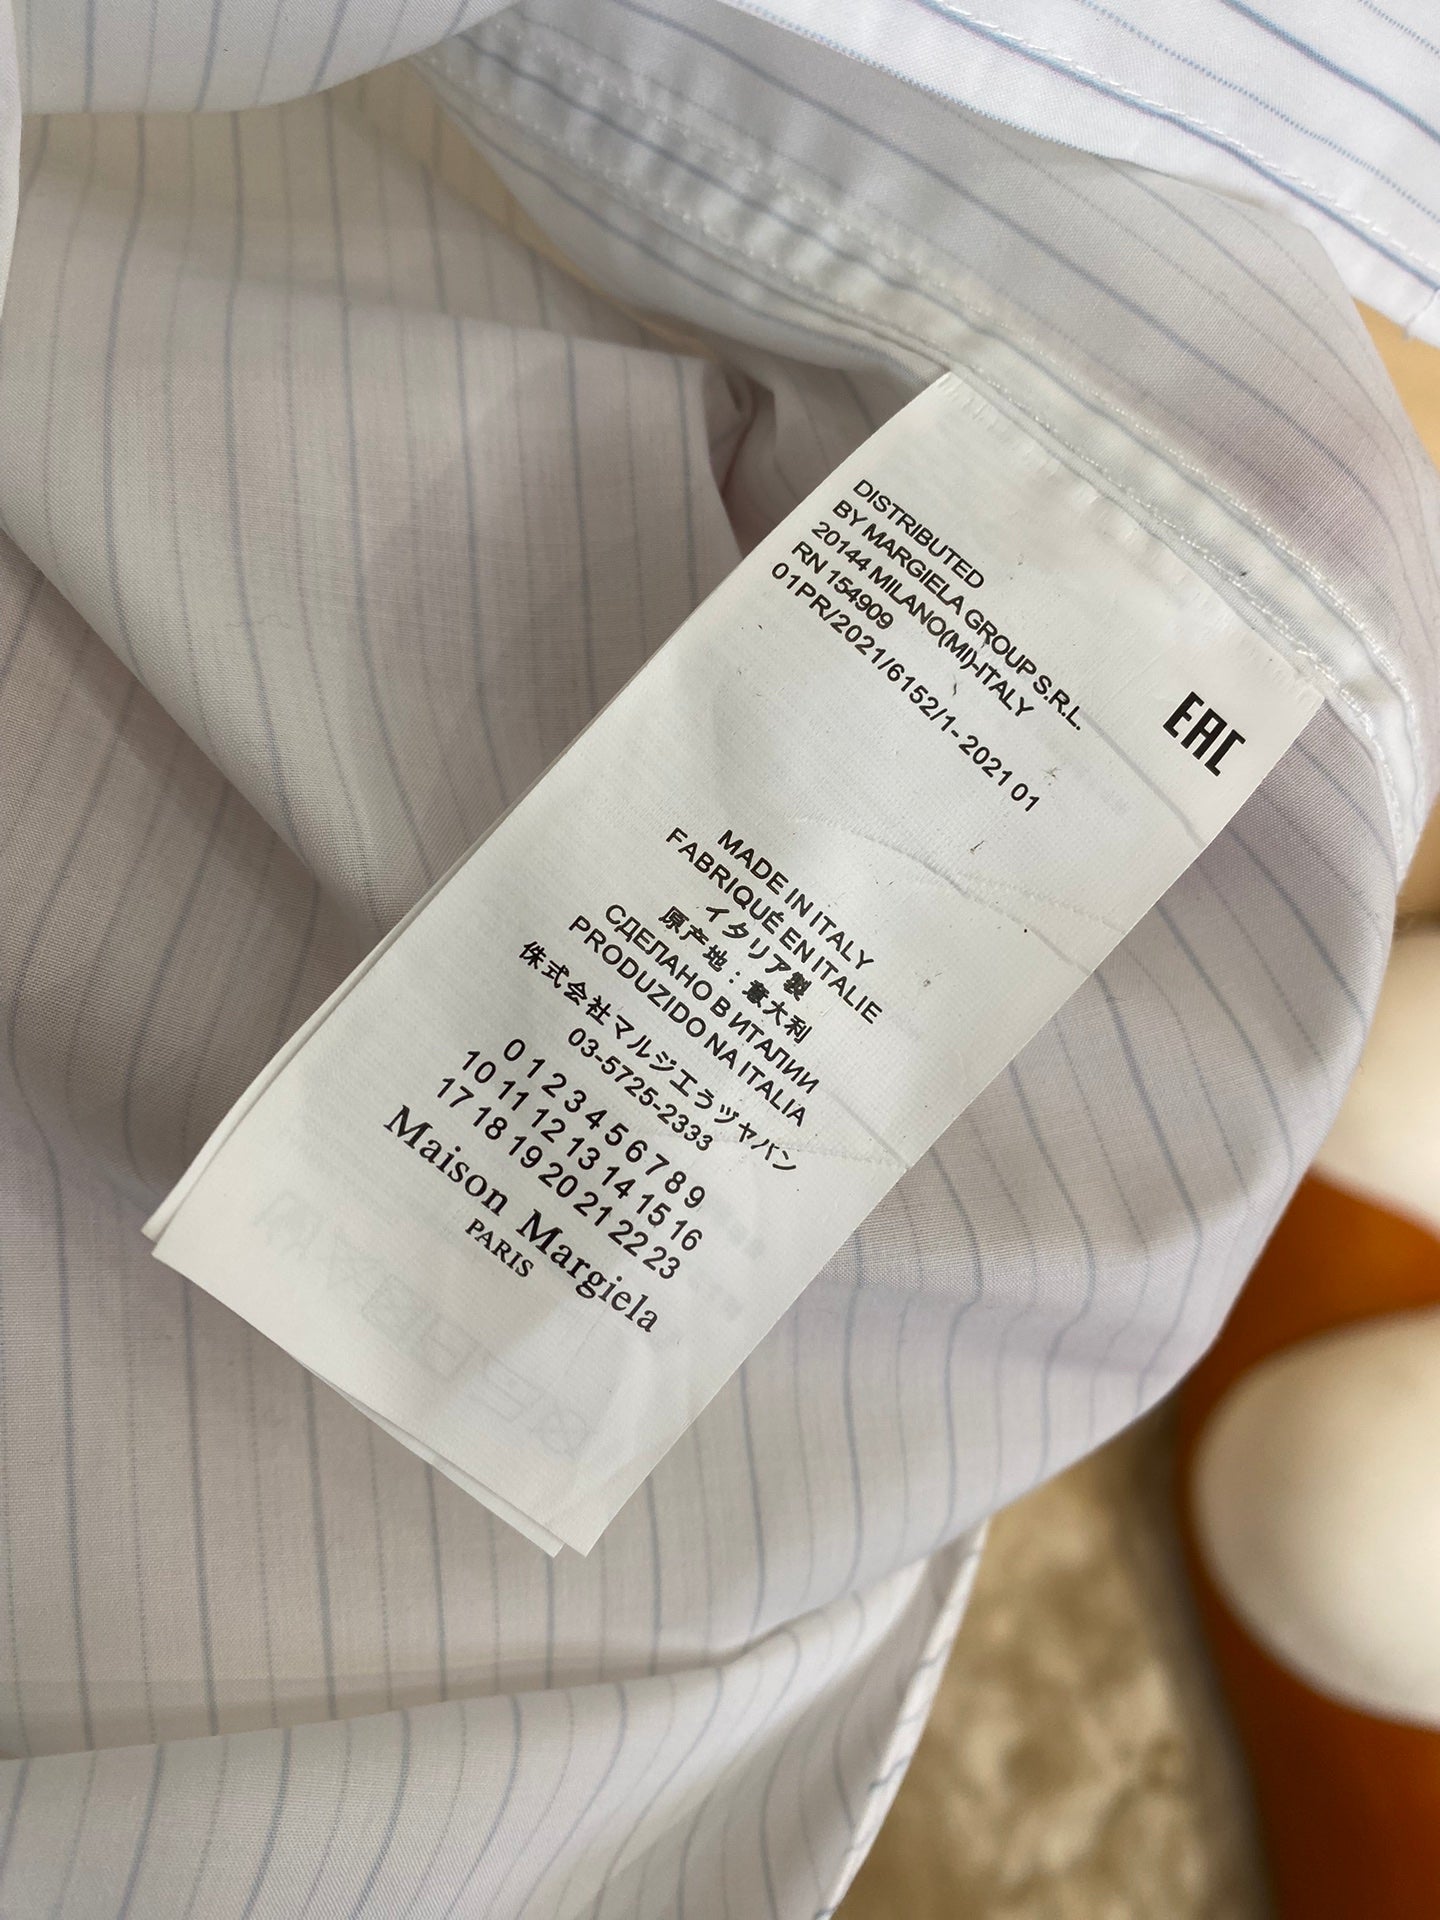 DISTRIBUTED
BY MARGIELA GROUP S.R.L.
20144 MILANO(MI)-ITALY
RN 154909
01PR/2021/6152/1- 2021 01
EAC
MADE IN ITALY
FABRIQUÉ EN ITALIE
イタリア製
原产地：意大利
СДЕЛАНО В ИТАПИИ
PRODUZIDO NA ITALIA
侏式会社マルジエラヅャバン
03-5725-2333
0 1 2 3 4 5 6 7 8 9
10 11 12 13 14 15 16
17 18 19 20 21 22 23
Maison Margiela
PARIS